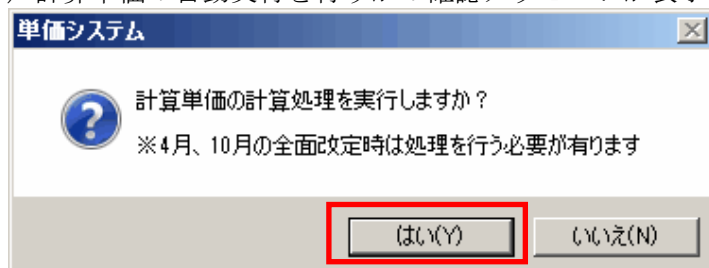 単価システム
計算単価の計算処理を実行しますか？
※4月、10月の全面改定時は処理を行う必要が有ります
はい(Y)
いいえ(N)